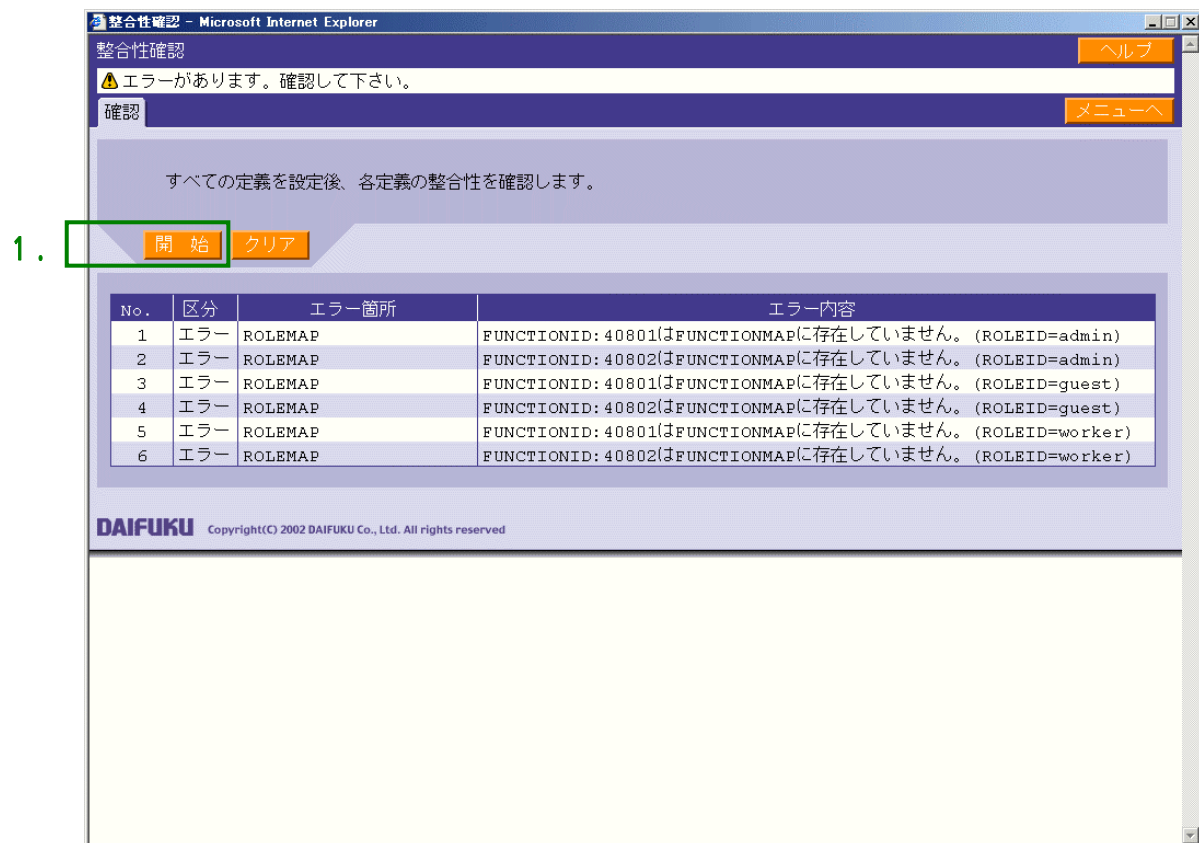 整合性確認 - Microsoft Internet Explorer
整合性確認 ヘルプ
エラーがあります。確認して下さい。
確認 メニューへ
すべての定義を設定後、各定義の整合性を確認します。
1. 開 始 クリア
No. 区分 エラー箇所 エラー内容
1 エラー ROLEMAP FUNCTIONID:40801はFUNCTIONMAPに存在していません。(ROLEID=admin)
2 エラー ROLEMAP FUNCTIONID:40802はFUNCTIONMAPに存在していません。(ROLEID=admin)
3 エラー ROLEMAP FUNCTIONID:40801はFUNCTIONMAPに存在していません。(ROLEID=guest)
4 エラー ROLEMAP FUNCTIONID:40802はFUNCTIONMAPに存在していません。(ROLEID=guest)
5 エラー ROLEMAP FUNCTIONID:40801はFUNCTIONMAPに存在していません。(ROLEID=worker)
6 エラー ROLEMAP FUNCTIONID:40802はFUNCTIONMAPに存在していません。(ROLEID=worker)
DAIFUKU Copyright(C) 2002 DAIFUKU Co., Ltd. All rights reserved